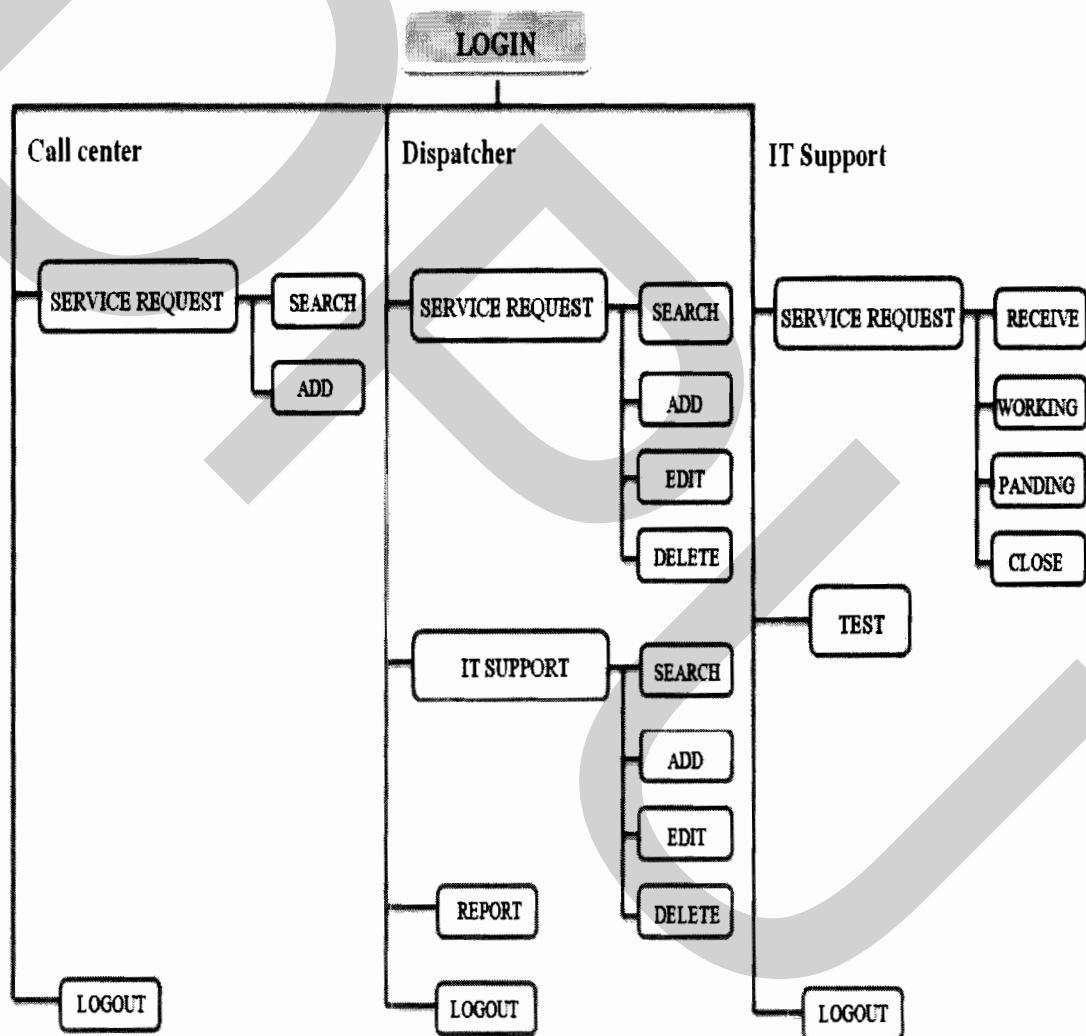 LOGIN
Call center
SERVICE REQUEST
SEARCH
ADD
LOGOUT
Dispatcher
SERVICE REQUEST
SEARCH
ADD
EDIT
DELETE
IT SUPPORT
SEARCH
ADD
EDIT
DELETE
REPORT
LOGOUT
IT Support
SERVICE REQUEST
RECEIVE
WORKING
PANDING
CLOSE
TEST
LOGOUT